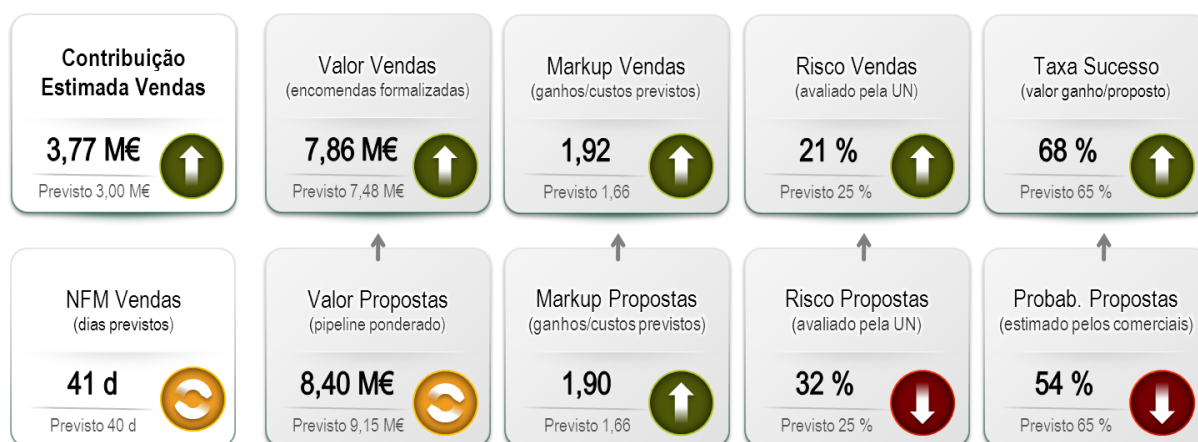 Contribuição
Estimada Vendas
3,77 M€
Previsto 3,00 M€
Valor Vendas
(encomendas formalizadas)
7,86 M€
Previsto 7,48 M€
Markup Vendas
(ganhos/custos previstos)
1,92
Previsto 1,66
Risco Vendas
(avaliado pela UN)
21 %
Previsto 25 %
Taxa Sucesso
(valor ganho/proposto)
68 %
Previsto 65 %
NFM Vendas
(dias previstos)
41 d
Previsto 40 d
Valor Propostas
(pipeline ponderado)
8,40 M€
Previsto 9,15 M€
Markup Propostas
(ganhos/custos previstos)
1,90
Previsto 1,66
Risco Propostas
(avaliado pela UN)
32 %
Previsto 25 %
Probab. Propostas
(estimado pelos comerciais)
54 %
Previsto 65 %